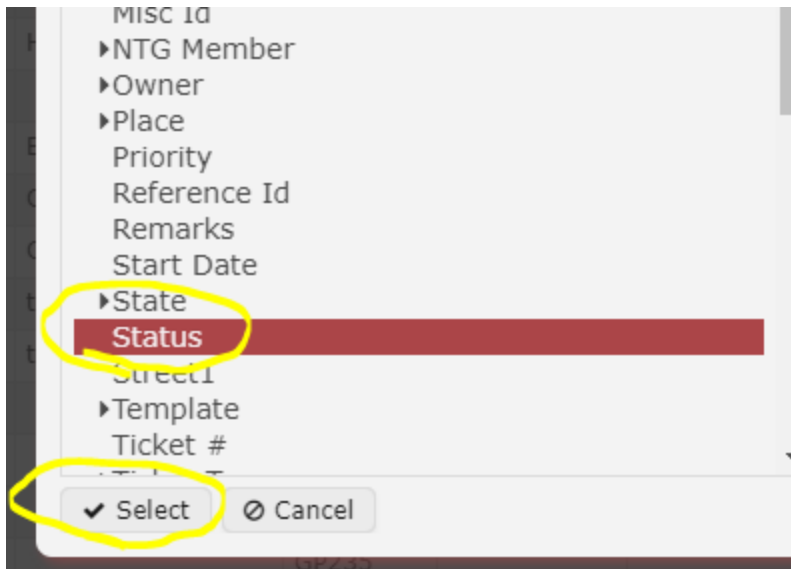 Misc Id
NTG Member
Owner
Place
Priority
Reference Id
Remarks
Start Date
State
Status
Street1
Template
Ticket #
Select
Cancel
GP235